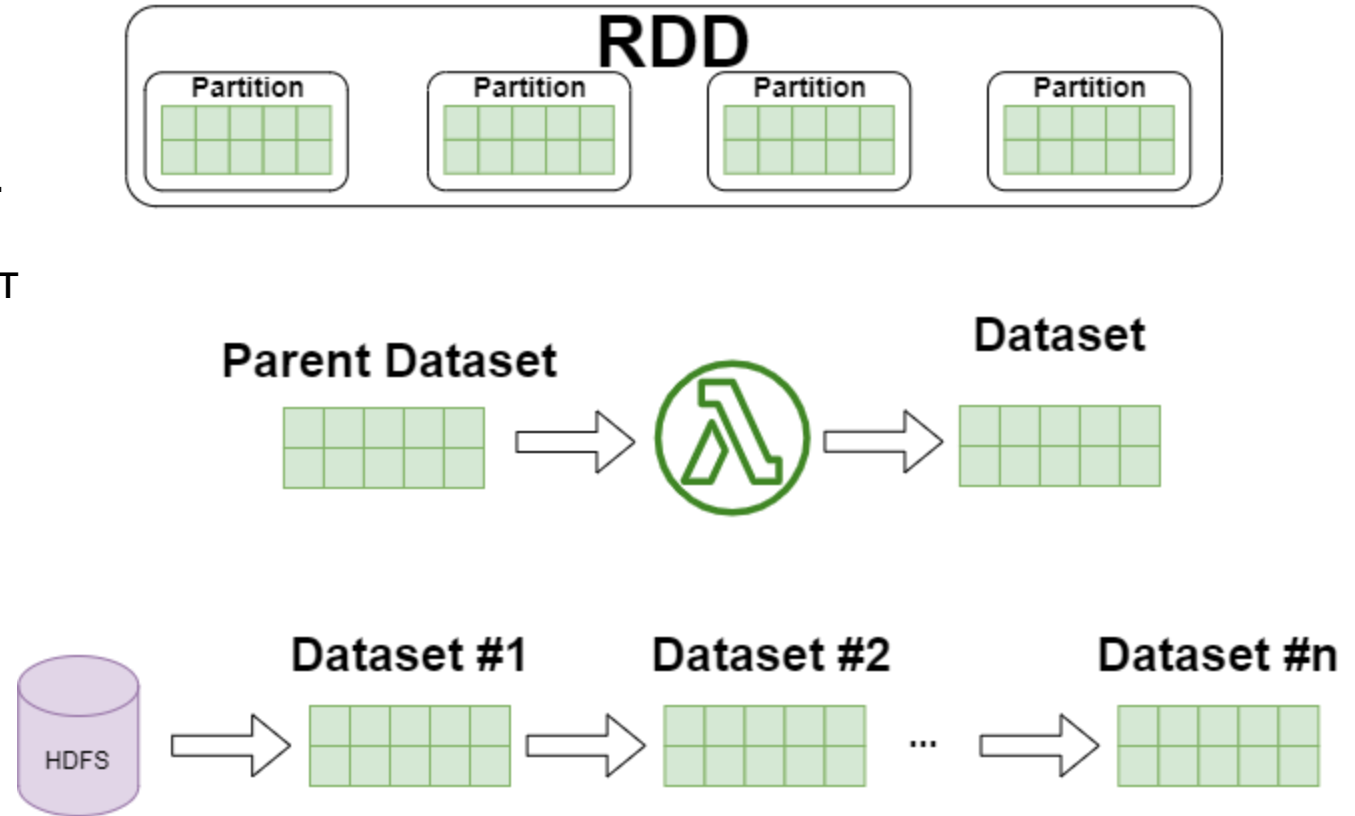 RDD
Partition Partition Partition Partition
.
T
Parent Dataset
Dataset
Dataset #1 Dataset #2 Dataset #n
...
HDFS